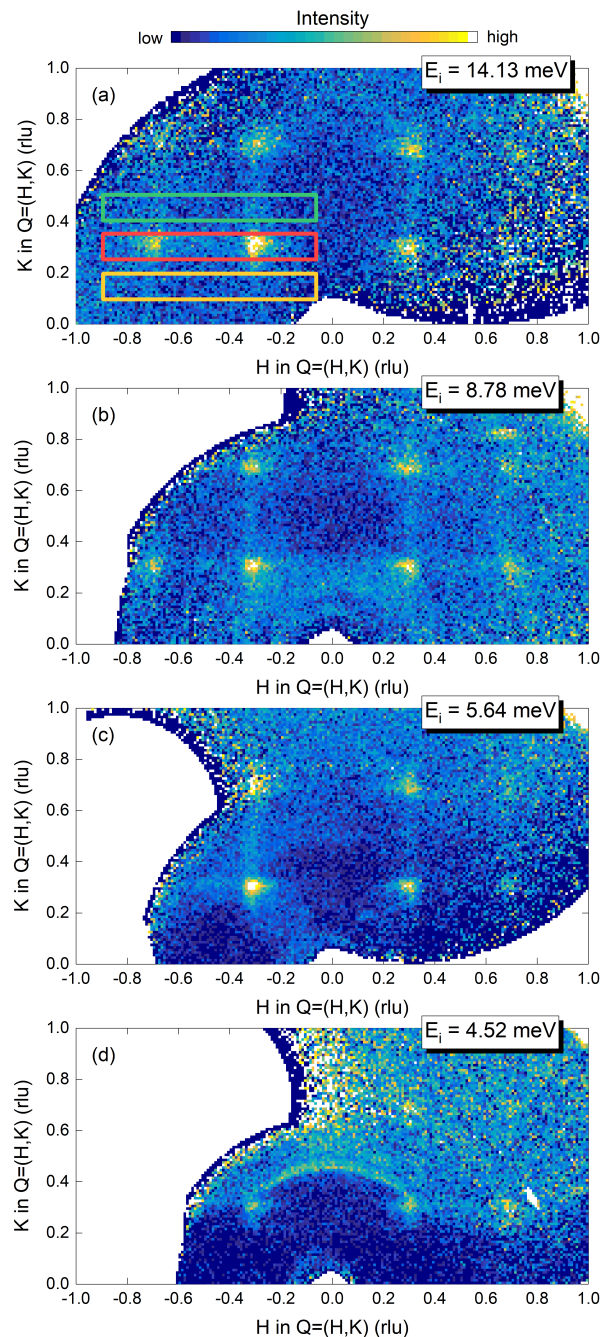 Intensity
low high
E_i = 14.13 meV
(a)
K in Q=(H,K) (rlu)
1.0
0.8
0.6
0.4
0.2
0.0
-1.0 -0.8 -0.6 -0.4 -0.2 0.0 0.2 0.4 0.6 0.8 1.0
H in Q=(H,K) (rlu)
E_i = 8.78 meV
(b)
K in Q=(H,K) (rlu)
1.0
0.8
0.6
0.4
0.2
0.0
-1.0 -0.8 -0.6 -0.4 -0.2 0.0 0.2 0.4 0.6 0.8 1.0
H in Q=(H,K) (rlu)
E_i = 5.64 meV
(c)
K in Q=(H,K) (rlu)
1.0
0.8
0.6
0.4
0.2
0.0
-1.0 -0.8 -0.6 -0.4 -0.2 0.0 0.2 0.4 0.6 0.8 1.0
H in Q=(H,K) (rlu)
E_i = 4.52 meV
(d)
K in Q=(H,K) (rlu)
1.0
0.8
0.6
0.4
0.2
0.0
-1.0 -0.8 -0.6 -0.4 -0.2 0.0 0.2 0.4 0.6 0.8 1.0
H in Q=(H,K) (rlu)